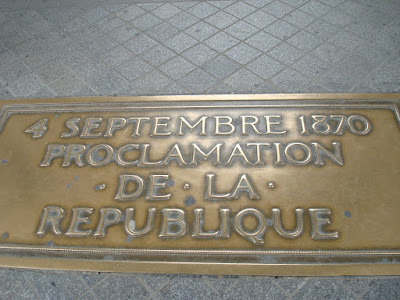 4 SEPTEMBRE 1870
PROCLAMATION
· DE · LA ·
REPUBLIQUE